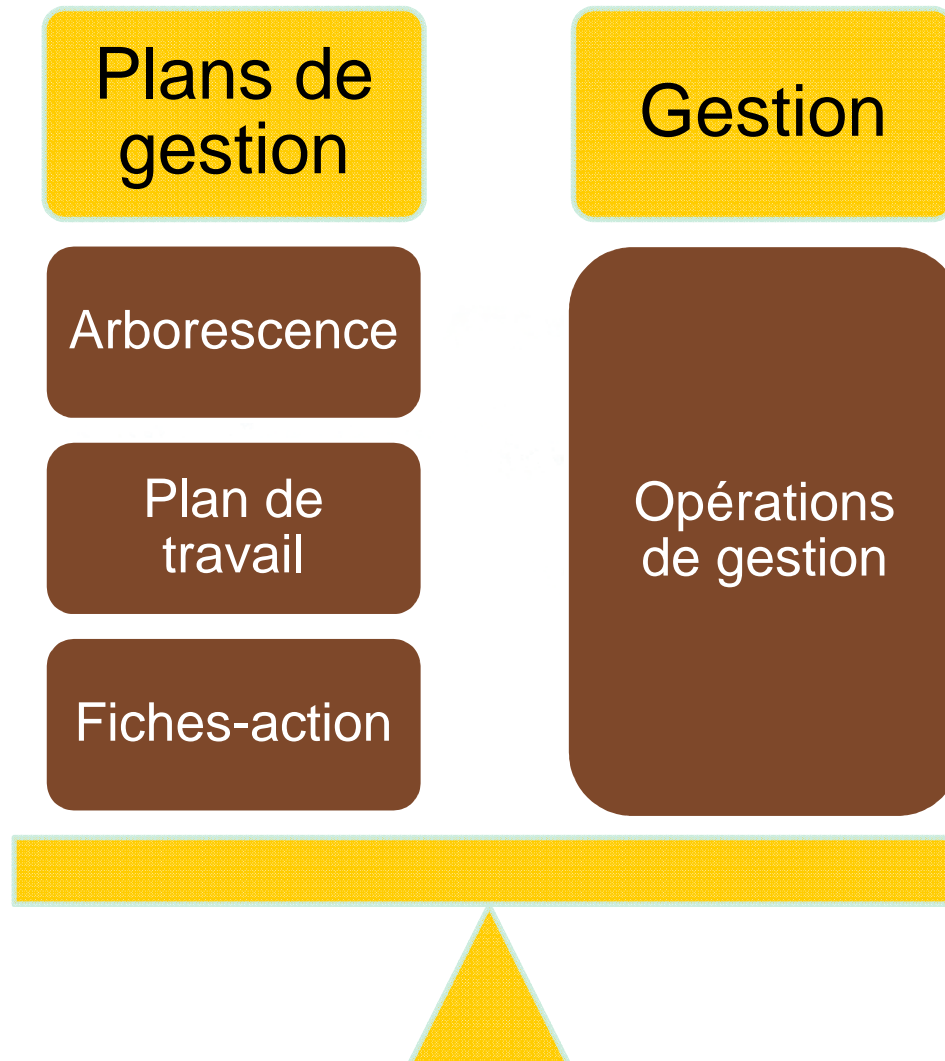 Plans de
gestion
Gestion
Arborescence
Plan de
travail
Fiches-action
Opérations
de gestion